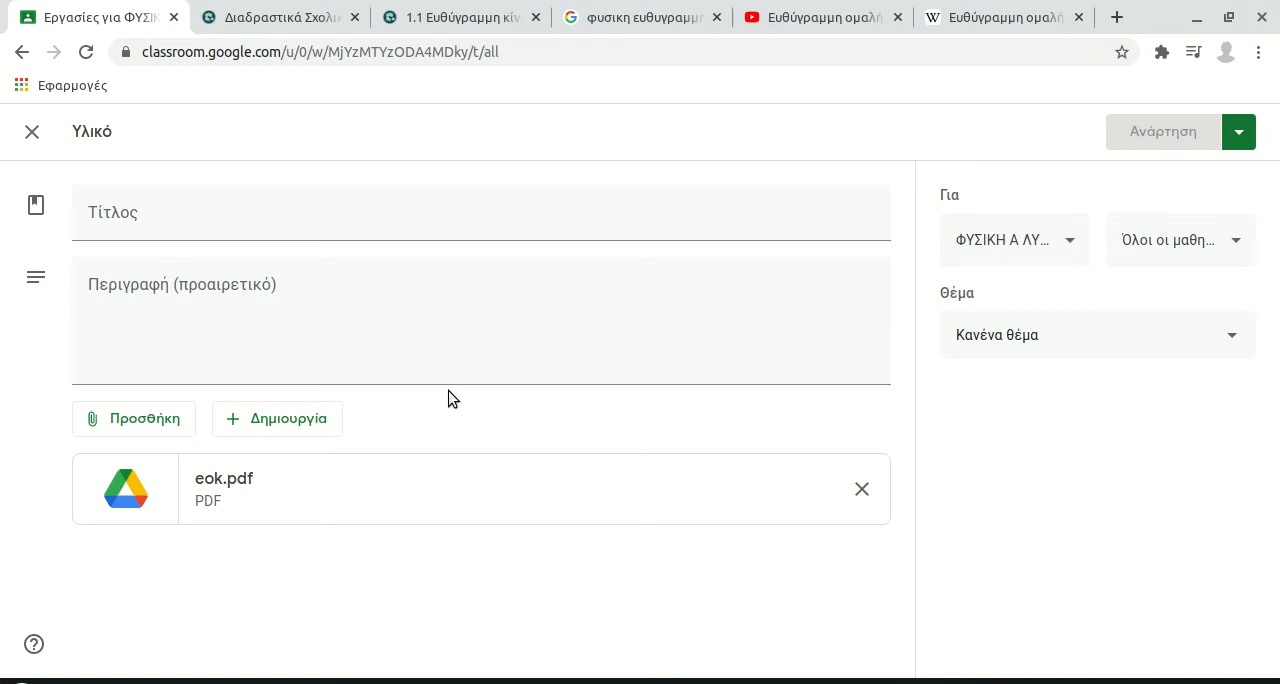 Εργασίες για ΦΥΣΙΚ
Διαδραστικά Σχολι
1.1 Ευθύγραμμη κίν
φυσικη ευθυγραμμ
Ευθύγραμμη ομαλή
Ευθύγραμμη ομαλή
classroom.google.com/u/0/w/MjYzMTYzODA4MDky/t/all
Εφαρμογές
Υλικό
Ανάρτηση
Τίτλος
Περιγραφή (προαιρετικό)
Προσθήκη
Δημιουργία
eok.pdf
PDF
Για
ΦΥΣΙΚΗ Α ΛΥ...
Όλοι οι μαθη...
Θέμα
Κανένα θέμα